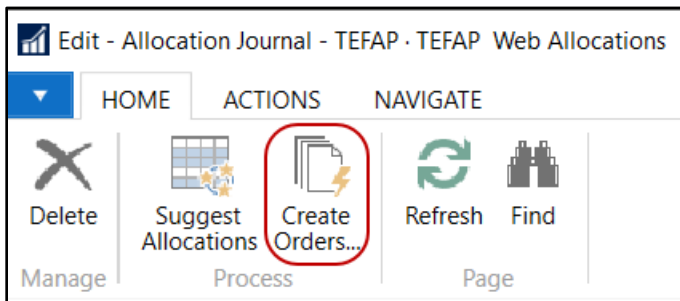 Edit - Allocation Journal - TEFAP · TEFAP Web Allocations
HOME ACTIONS NAVIGATE
Delete Suggest Create Refresh Find
Allocations Orders...
Manage Process Page